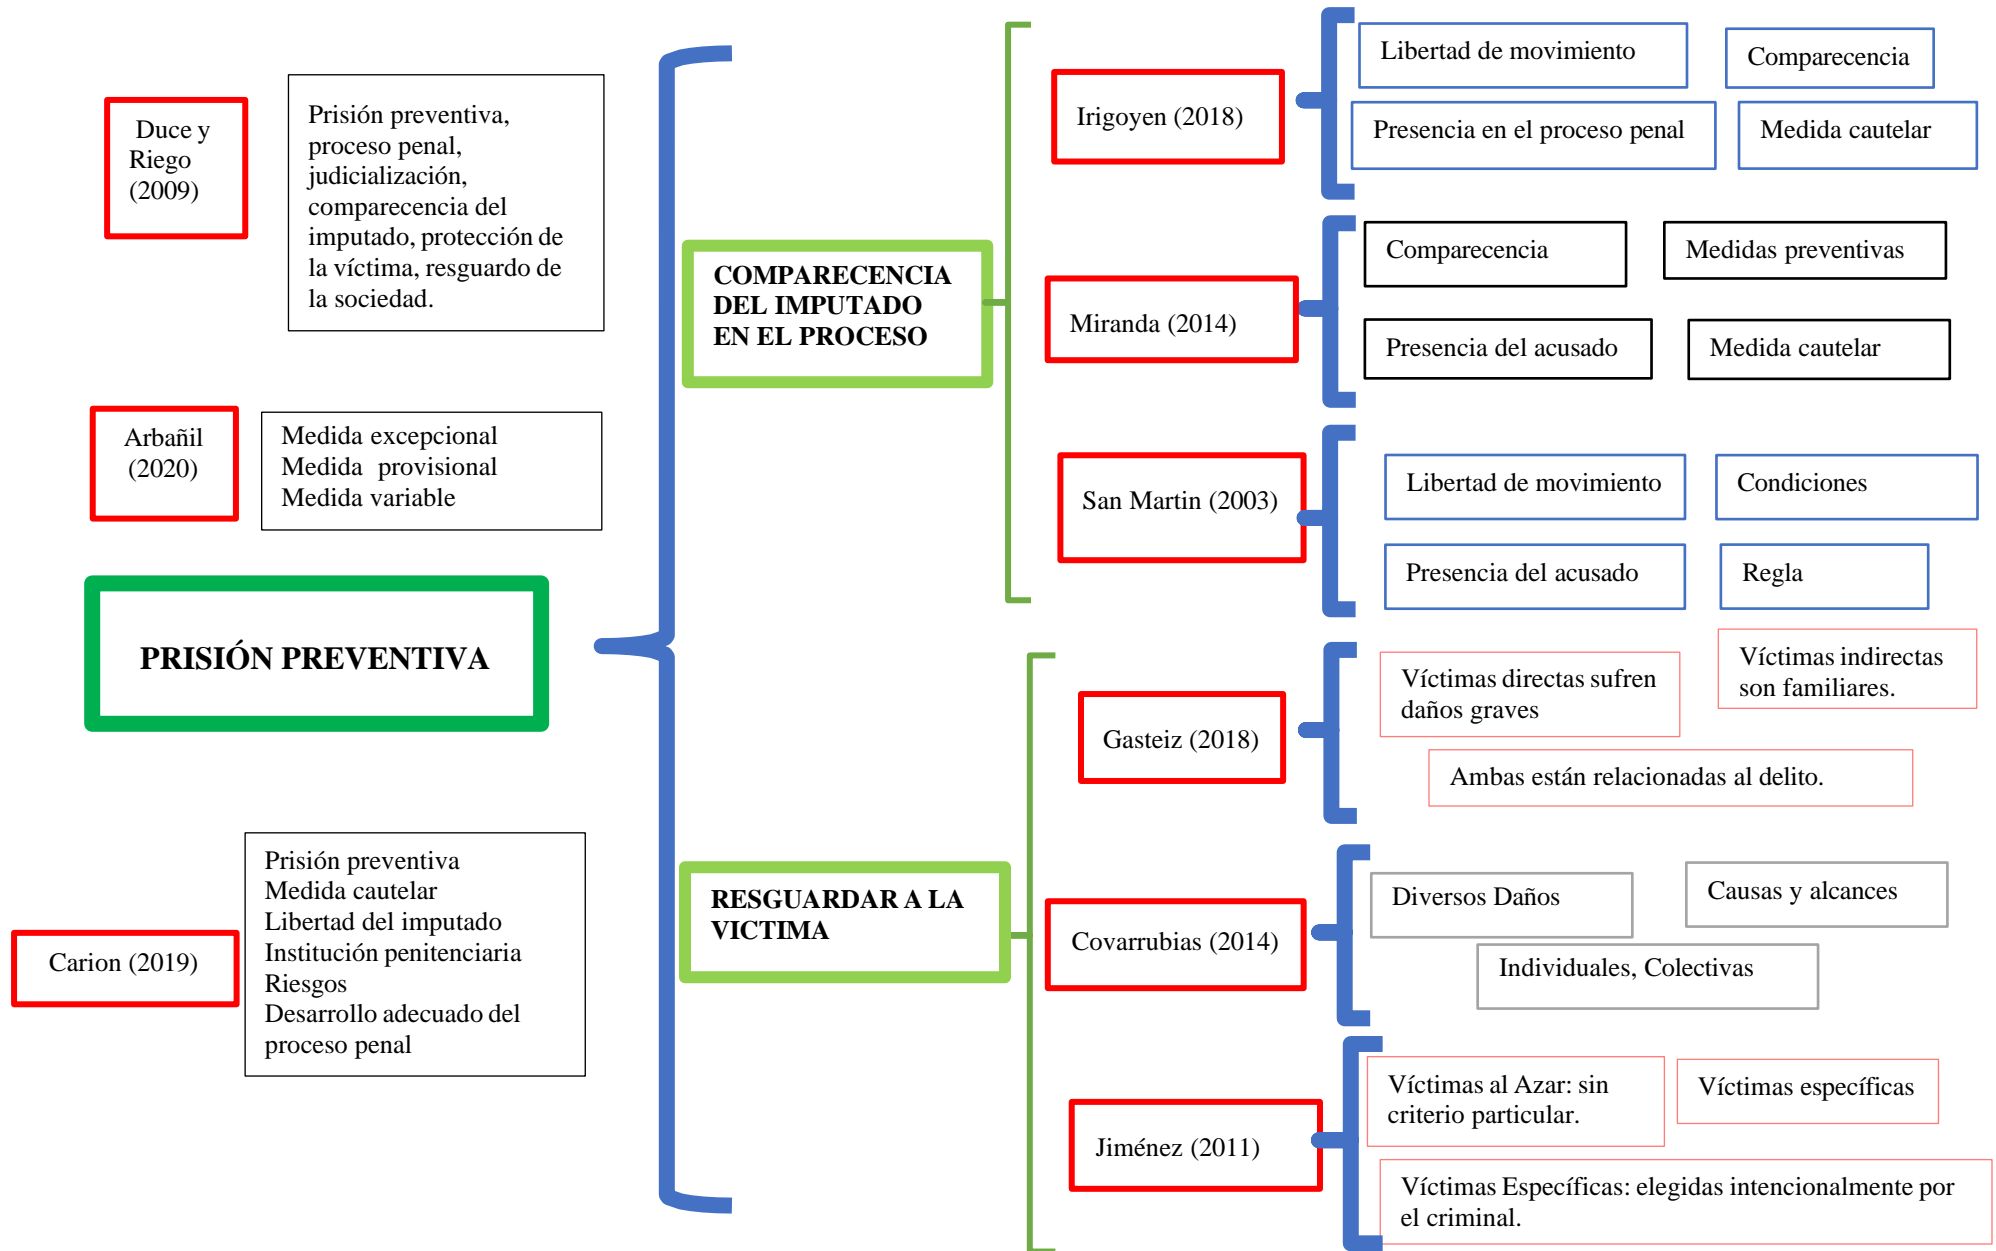 Duce y
Riego
(2009)
Prisión preventiva,
proceso penal,
judicialización,
comparecencia del
imputado, protección de
la víctima, resguardo de
la sociedad.
Arbañil
(2020)
Medida excepcional
Medida provisional
Medida variable
PRISIÓN PREVENTIVA
Carion (2019)
Prisión preventiva
Medida cautelar
Libertad del imputado
Institución penitenciaria
Riesgos
Desarrollo adecuado del
proceso penal
COMPARECENCIA
DEL IMPUTADO
EN EL PROCESO
Irigoyen (2018)
Libertad de movimiento
Comparecencia
Presencia en el proceso penal
Medida cautelar
Miranda (2014)
Comparecencia
Medidas preventivas
Presencia del acusado
Medida cautelar
San Martin (2003)
Libertad de movimiento
Condiciones
Presencia del acusado
Regla
RESGUARDAR A LA
VICTIMA
Gasteiz (2018)
Víctimas directas sufren
daños graves
Víctimas indirectas
son familiares.
Ambas están relacionadas al delito.
Covarrubias (2014)
Diversos Daños
Causas y alcances
Individuales, Colectivas
Jiménez (2011)
Víctimas al Azar: sin
criterio particular.
Víctimas específicas
Víctimas Específicas: elegidas intencionalmente por
el criminal.